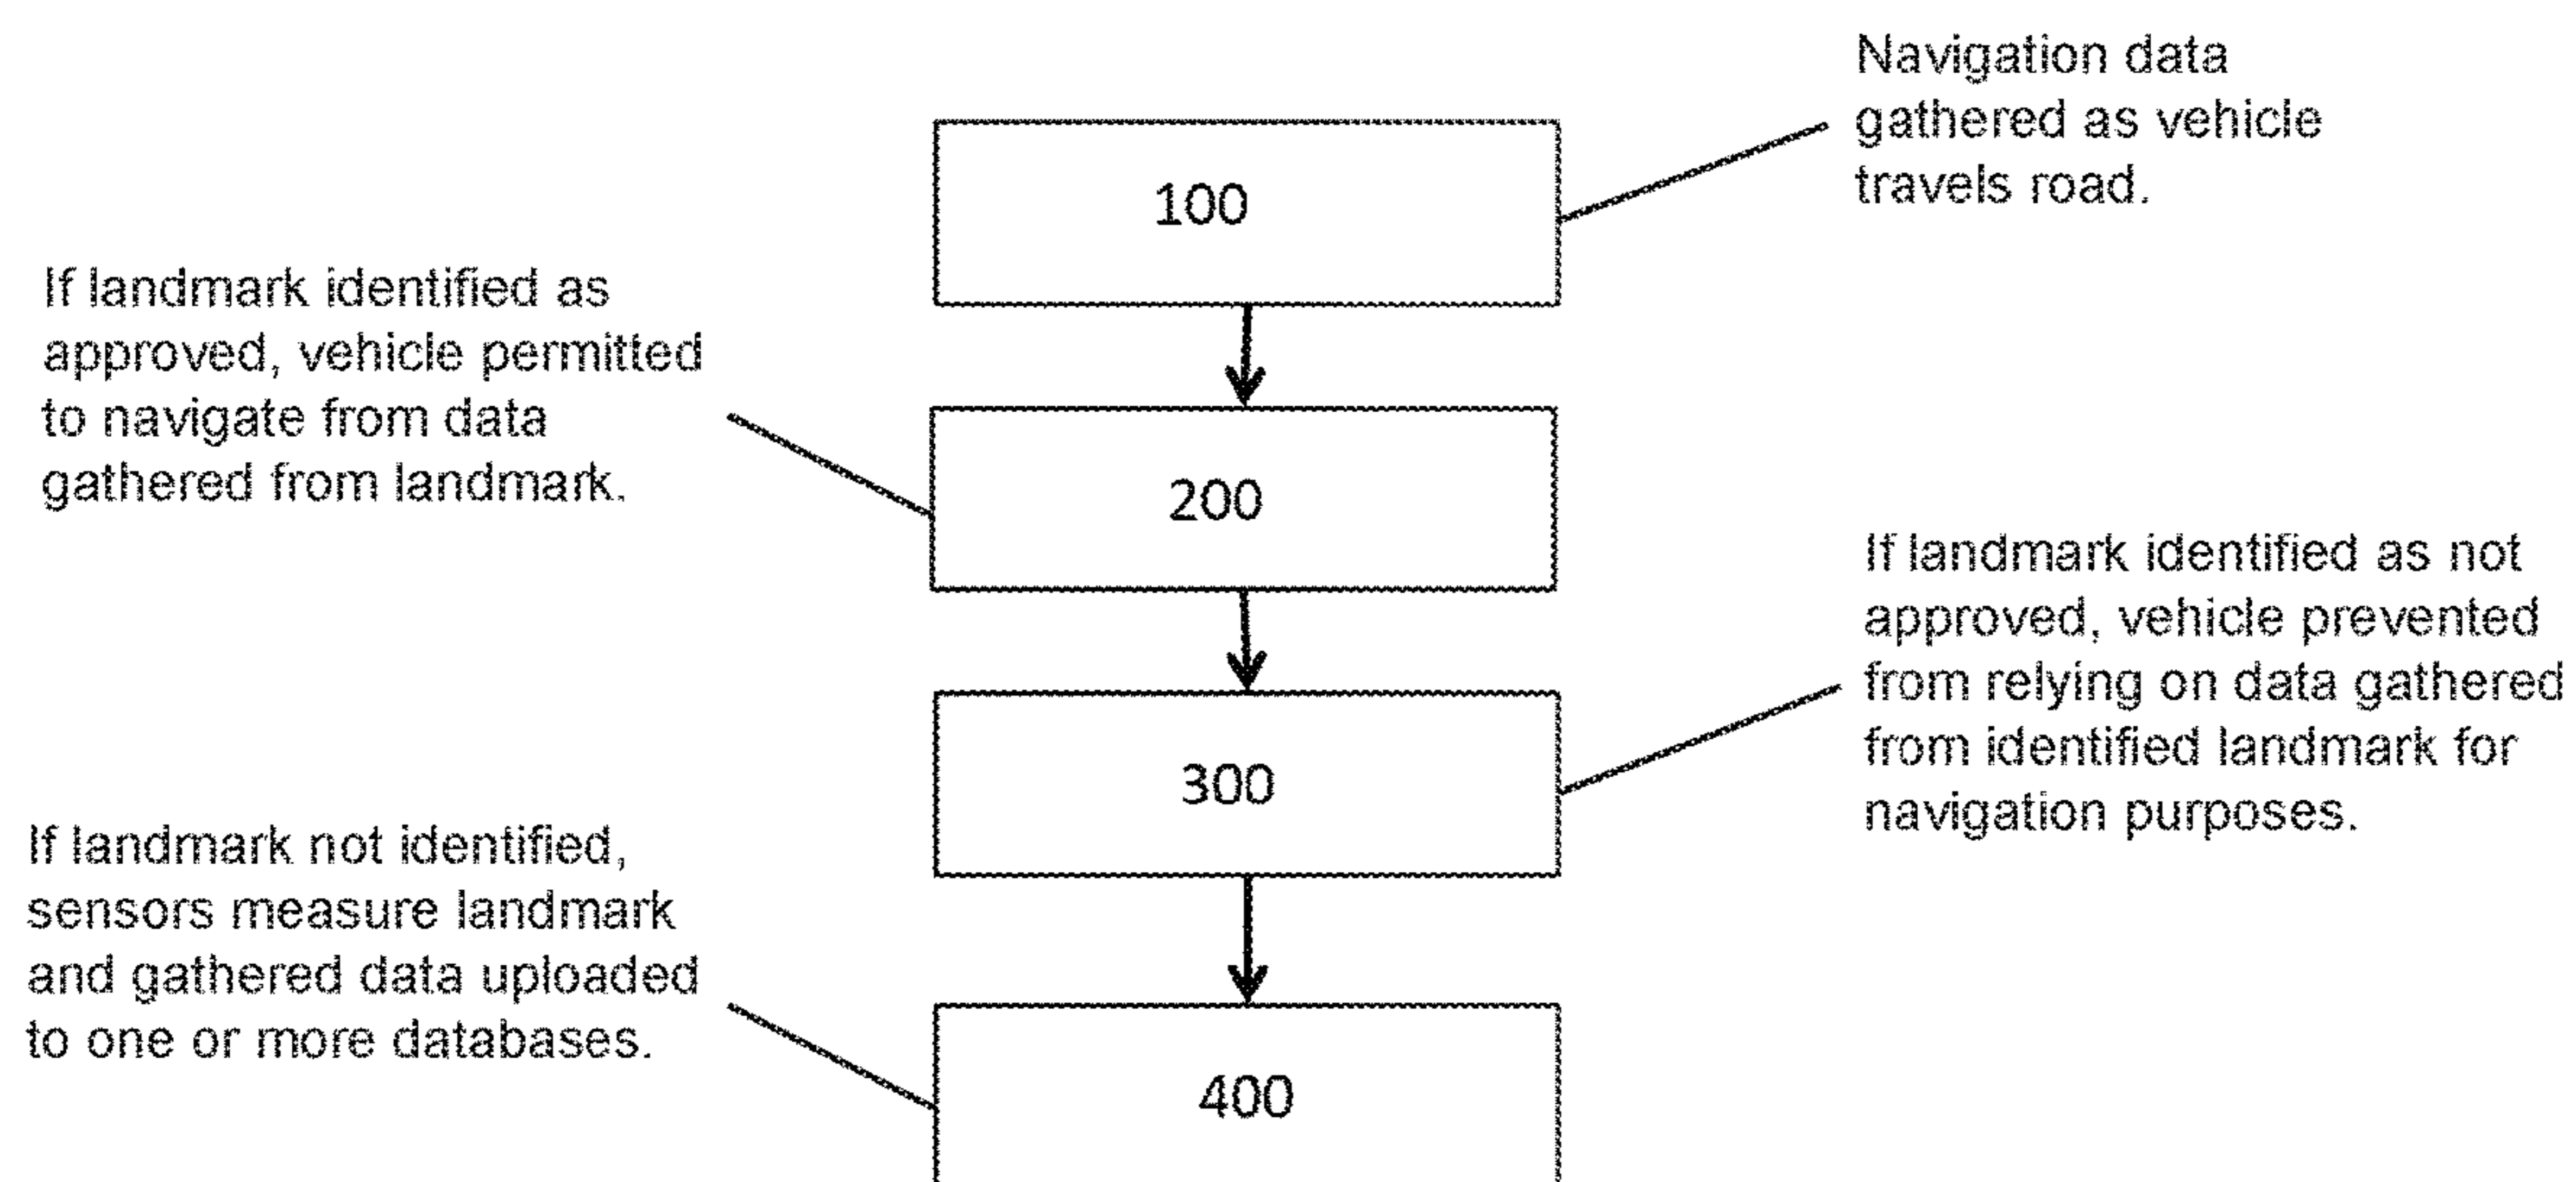 Navigation data
gathered as vehicle
travels road.
100
If landmark identified as
approved, vehicle permitted
to navigate from data
gathered from landmark.
200
If landmark identified as not
approved, vehicle prevented
from relying on data gathered
from identified landmark for
navigation purposes.
300
If landmark not identified,
sensors measure landmark
and gathered data uploaded
to one or more databases.
400